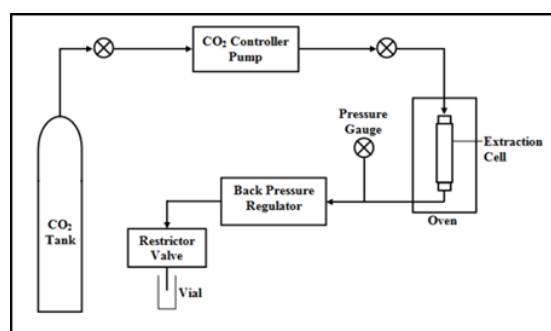 CO₂ Controller
Pump
Pressure
Gauge
Extraction
Cell
Back Pressure
Regulator
Oven
CO₂
Tank
Restrictor
Valve
Vial